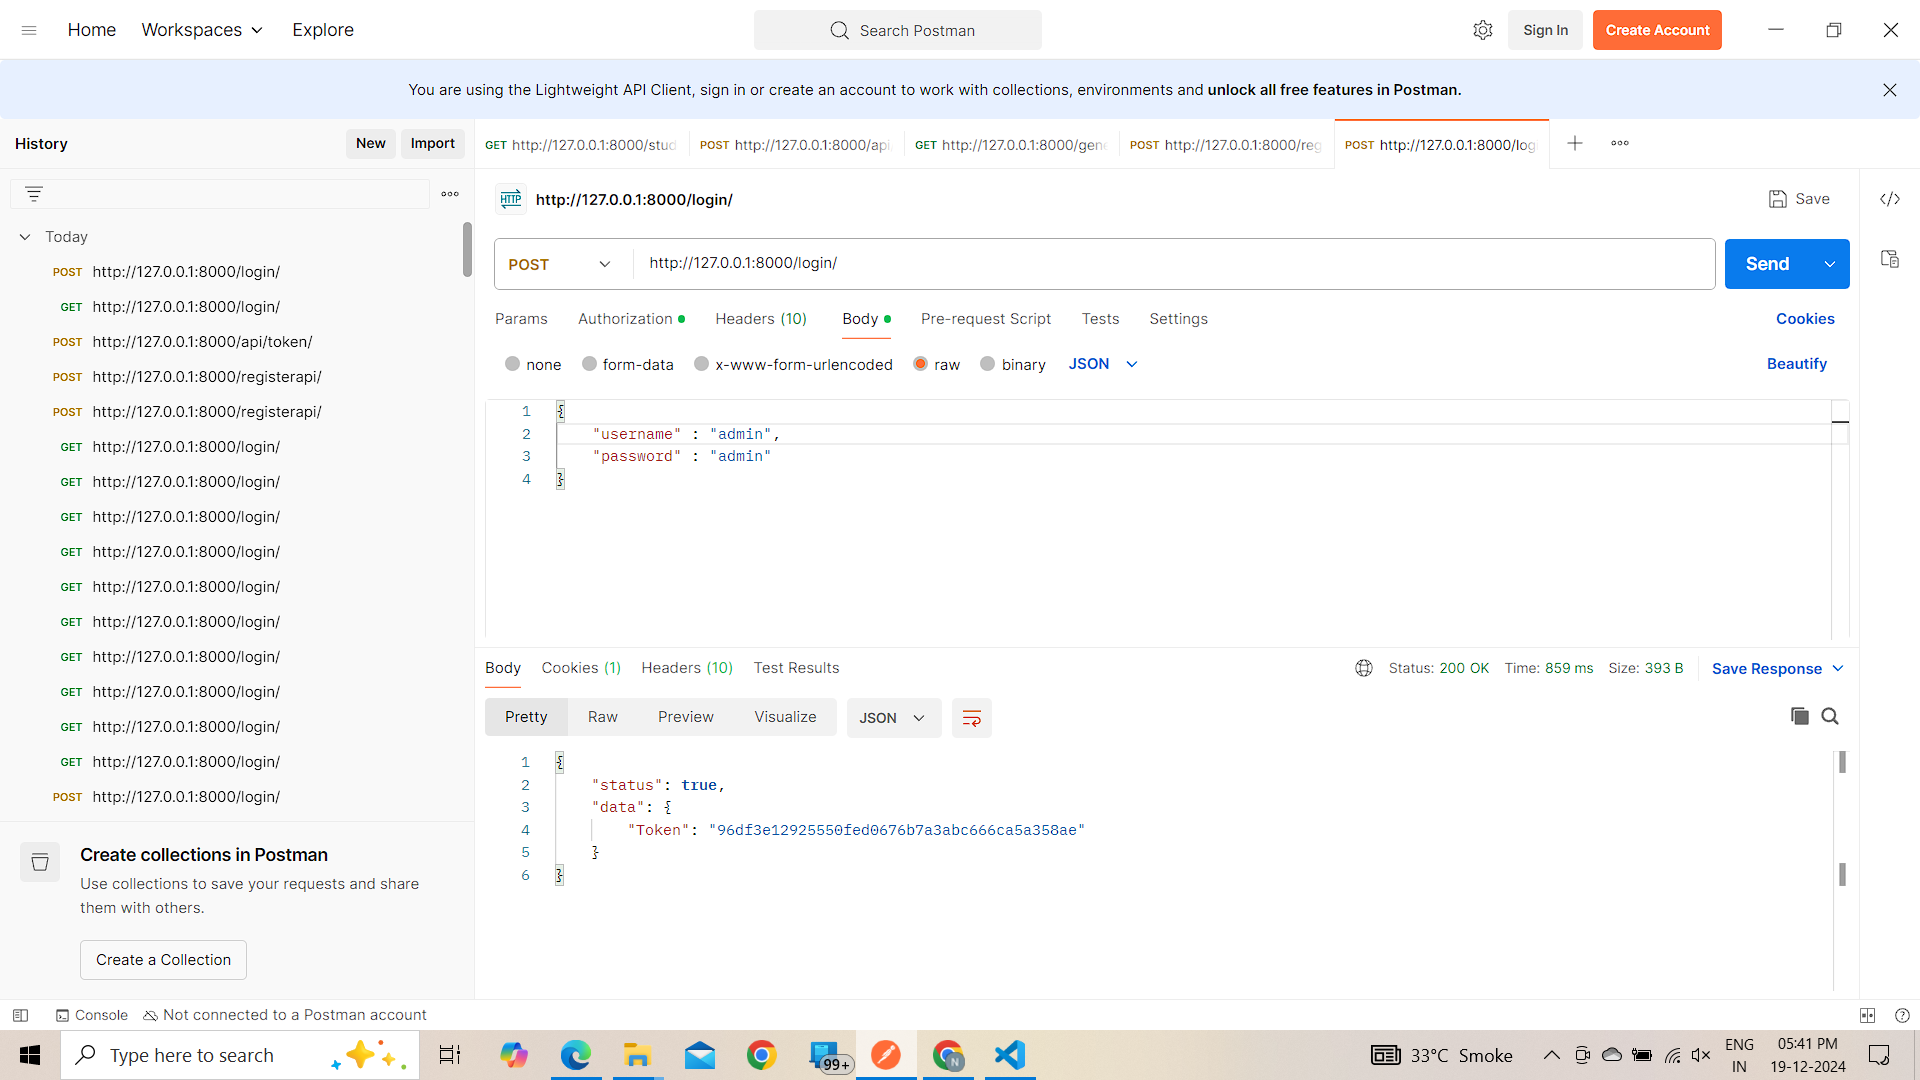 Home Workspaces Explore Search Postman Sign In Create Account
You are using the Lightweight API Client, sign in or create an account to work with collections, environments and unlock all free features in Postman.
History New Import
GET http://127.0.0.1:8000/stud POST http://127.0.0.1:8000/api, GET http://127.0.0.1:8000/gene POST http://127.0.0.1:8000/reg POST http://127.0.0.1:8000/log
Today
POST http://127.0.0.1:8000/login/
GET http://127.0.0.1:8000/login/
POST http://127.0.0.1:8000/api/token/
POST http://127.0.0.1:8000/registerapi/
POST http://127.0.0.1:8000/registerapi/
GET http://127.0.0.1:8000/login/
GET http://127.0.0.1:8000/login/
GET http://127.0.0.1:8000/login/
GET http://127.0.0.1:8000/login/
GET http://127.0.0.1:8000/login/
GET http://127.0.0.1:8000/login/
GET http://127.0.0.1:8000/login/
GET http://127.0.0.1:8000/login/
GET http://127.0.0.1:8000/login/
GET http://127.0.0.1:8000/login/
POST http://127.0.0.1:8000/login/
Create collections in Postman
Use collections to save your requests and share
them with others.
Create a Collection
HTTP http://127.0.0.1:8000/login/ Save </>
POST http://127.0.0.1:8000/login/ Send
Params Authorization Headers (10) Body Pre-request Script Tests Settings Cookies
none form-data x-www-form-urlencoded raw binary JSON Beautify
1 {
2 "username" : "admin",
3 "password" : "admin"
4 }
Body Cookies (1) Headers (10) Test Results Status: 200 OK Time: 859 ms Size: 393 B Save Response
Pretty Raw Preview Visualize JSON
1 {
2 "status": true,
3 "data": {
4 "Token": "96df3e12925550fed0676b7a3abc666ca5a358ae"
5 }
6 }
Console Not connected to a Postman account
Type here to search 99+ N 33°C Smoke ENG IN 05:41 PM 19-12-2024